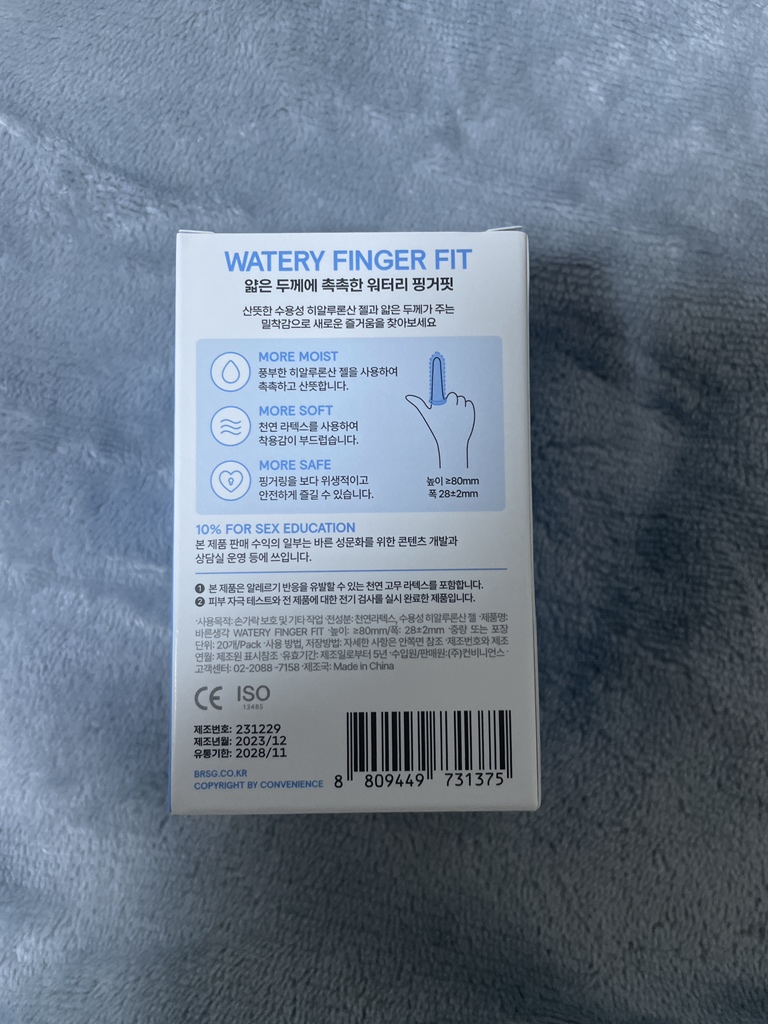 WATERY FINGER FIT
얇은 두께에 촉촉한 워터리 핑거핏
산뜻한 수용성 히알루론산 젤과 얇은 두께가 주는
밀착감으로 새로운 즐거움을 찾아보세요
MORE MOIST
풍부한 히알루론산 젤을 사용하여
촉촉하고 산뜻합니다.
MORE SOFT
천연 라텍스를 사용하여
착용감이 부드럽습니다.
MORE SAFE
핑거링을 보다 위생적이고
안전하게 즐길 수 있습니다.
높이 ≥80mm
폭 28±2mm
10% FOR SEX EDUCATION
본 제품 판매 수익의 일부는 바른 성문화를 위한 콘텐츠 개발과
상담실 운영 등에 쓰입니다.
❶ 본 제품은 알레르기 반응을 유발할 수 있는 천연 고무 라텍스를 포함합니다.
❷ 피부 자극 테스트와 전 제품에 대한 전기 검사를 실시 완료한 제품입니다.
·사용목적: 손가락 보호 및 기타 작업 ·전성분: 천연라텍스, 수용성 히알루론산 젤 ·제품명:
바른생각 WATERY FINGER FIT ·높이: ≥80mm/폭: 28±2mm ·중량 또는 포장
단위: 20개/Pack ·사용 방법, 저장방법: 자세한 사항은 안쪽면 참조 ·제조번호와 제조
연월: 제조원 표시참조 ·유효기간: 제조일로부터 5년 ·수입원/판매원:(주)컨비니언스 ·
고객센터: 02-2088 -7158 ·제조국: Made in China
CE ISO
13485
제조번호: 231229
제조년월: 2023/12
유통기한: 2028/11
BRSG.CO.KR
COPYRIGHT BY CONVENIENCE
8 809449 731375